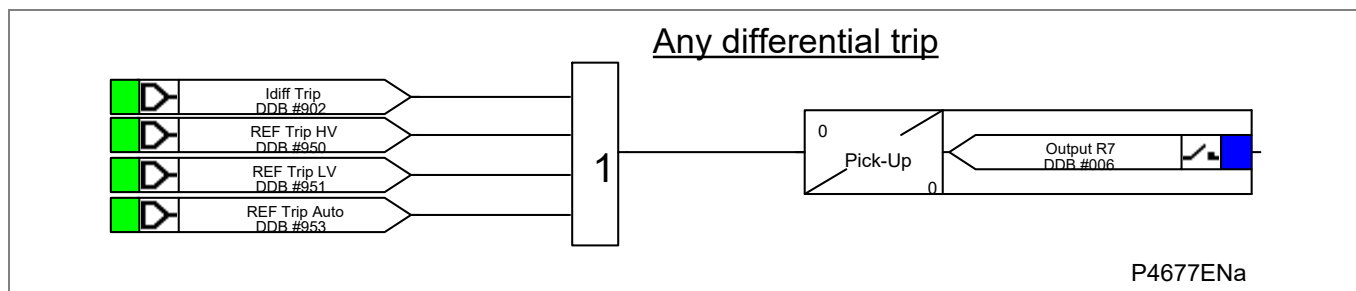 Any differential trip
Idiff Trip
DDB #902
REF Trip HV
DDB #950
REF Trip LV
DDB #951
REF Trip Auto
DDB #953
1
0
Pick-Up
0
Output R7
DDB #006
P4677ENa